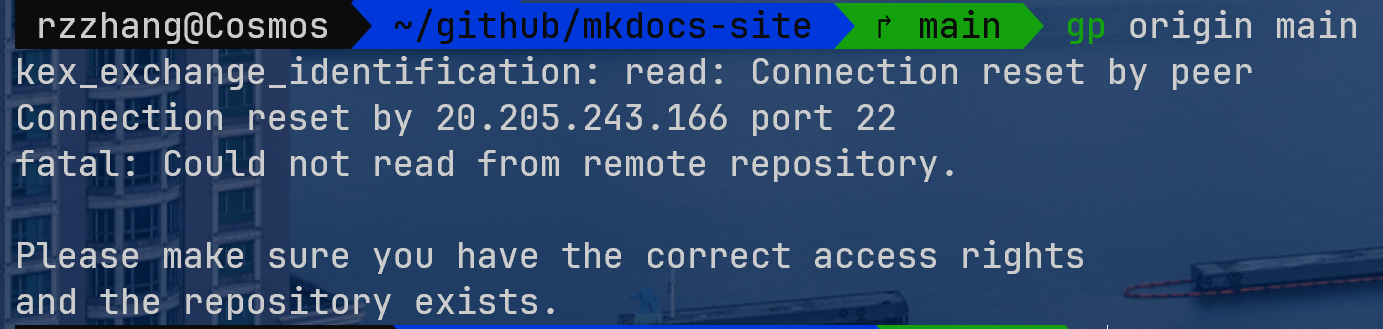 rzzhang@Cosmos ~/github/mkdocs-site ↱ main gp origin main
kex_exchange_identification: read: Connection reset by peer
Connection reset by 20.205.243.166 port 22
fatal: Could not read from remote repository.
Please make sure you have the correct access rights
and the repository exists.